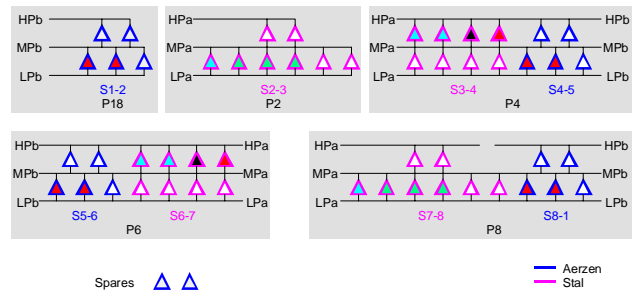 HPb
MPb
LPb
S1-2
P18
HPa
MPa
LPa
S2-3
P2
HPa
MPa
LPa
HPb
MPb
LPb
S3-4
S4-5
P4
HPb
MPb
LPb
HPa
MPa
LPa
S5-6
S6-7
P6
HPa
MPa
LPa
HPb
MPb
LPb
S7-8
S8-1
P8
Spares
Aerzen
Stal